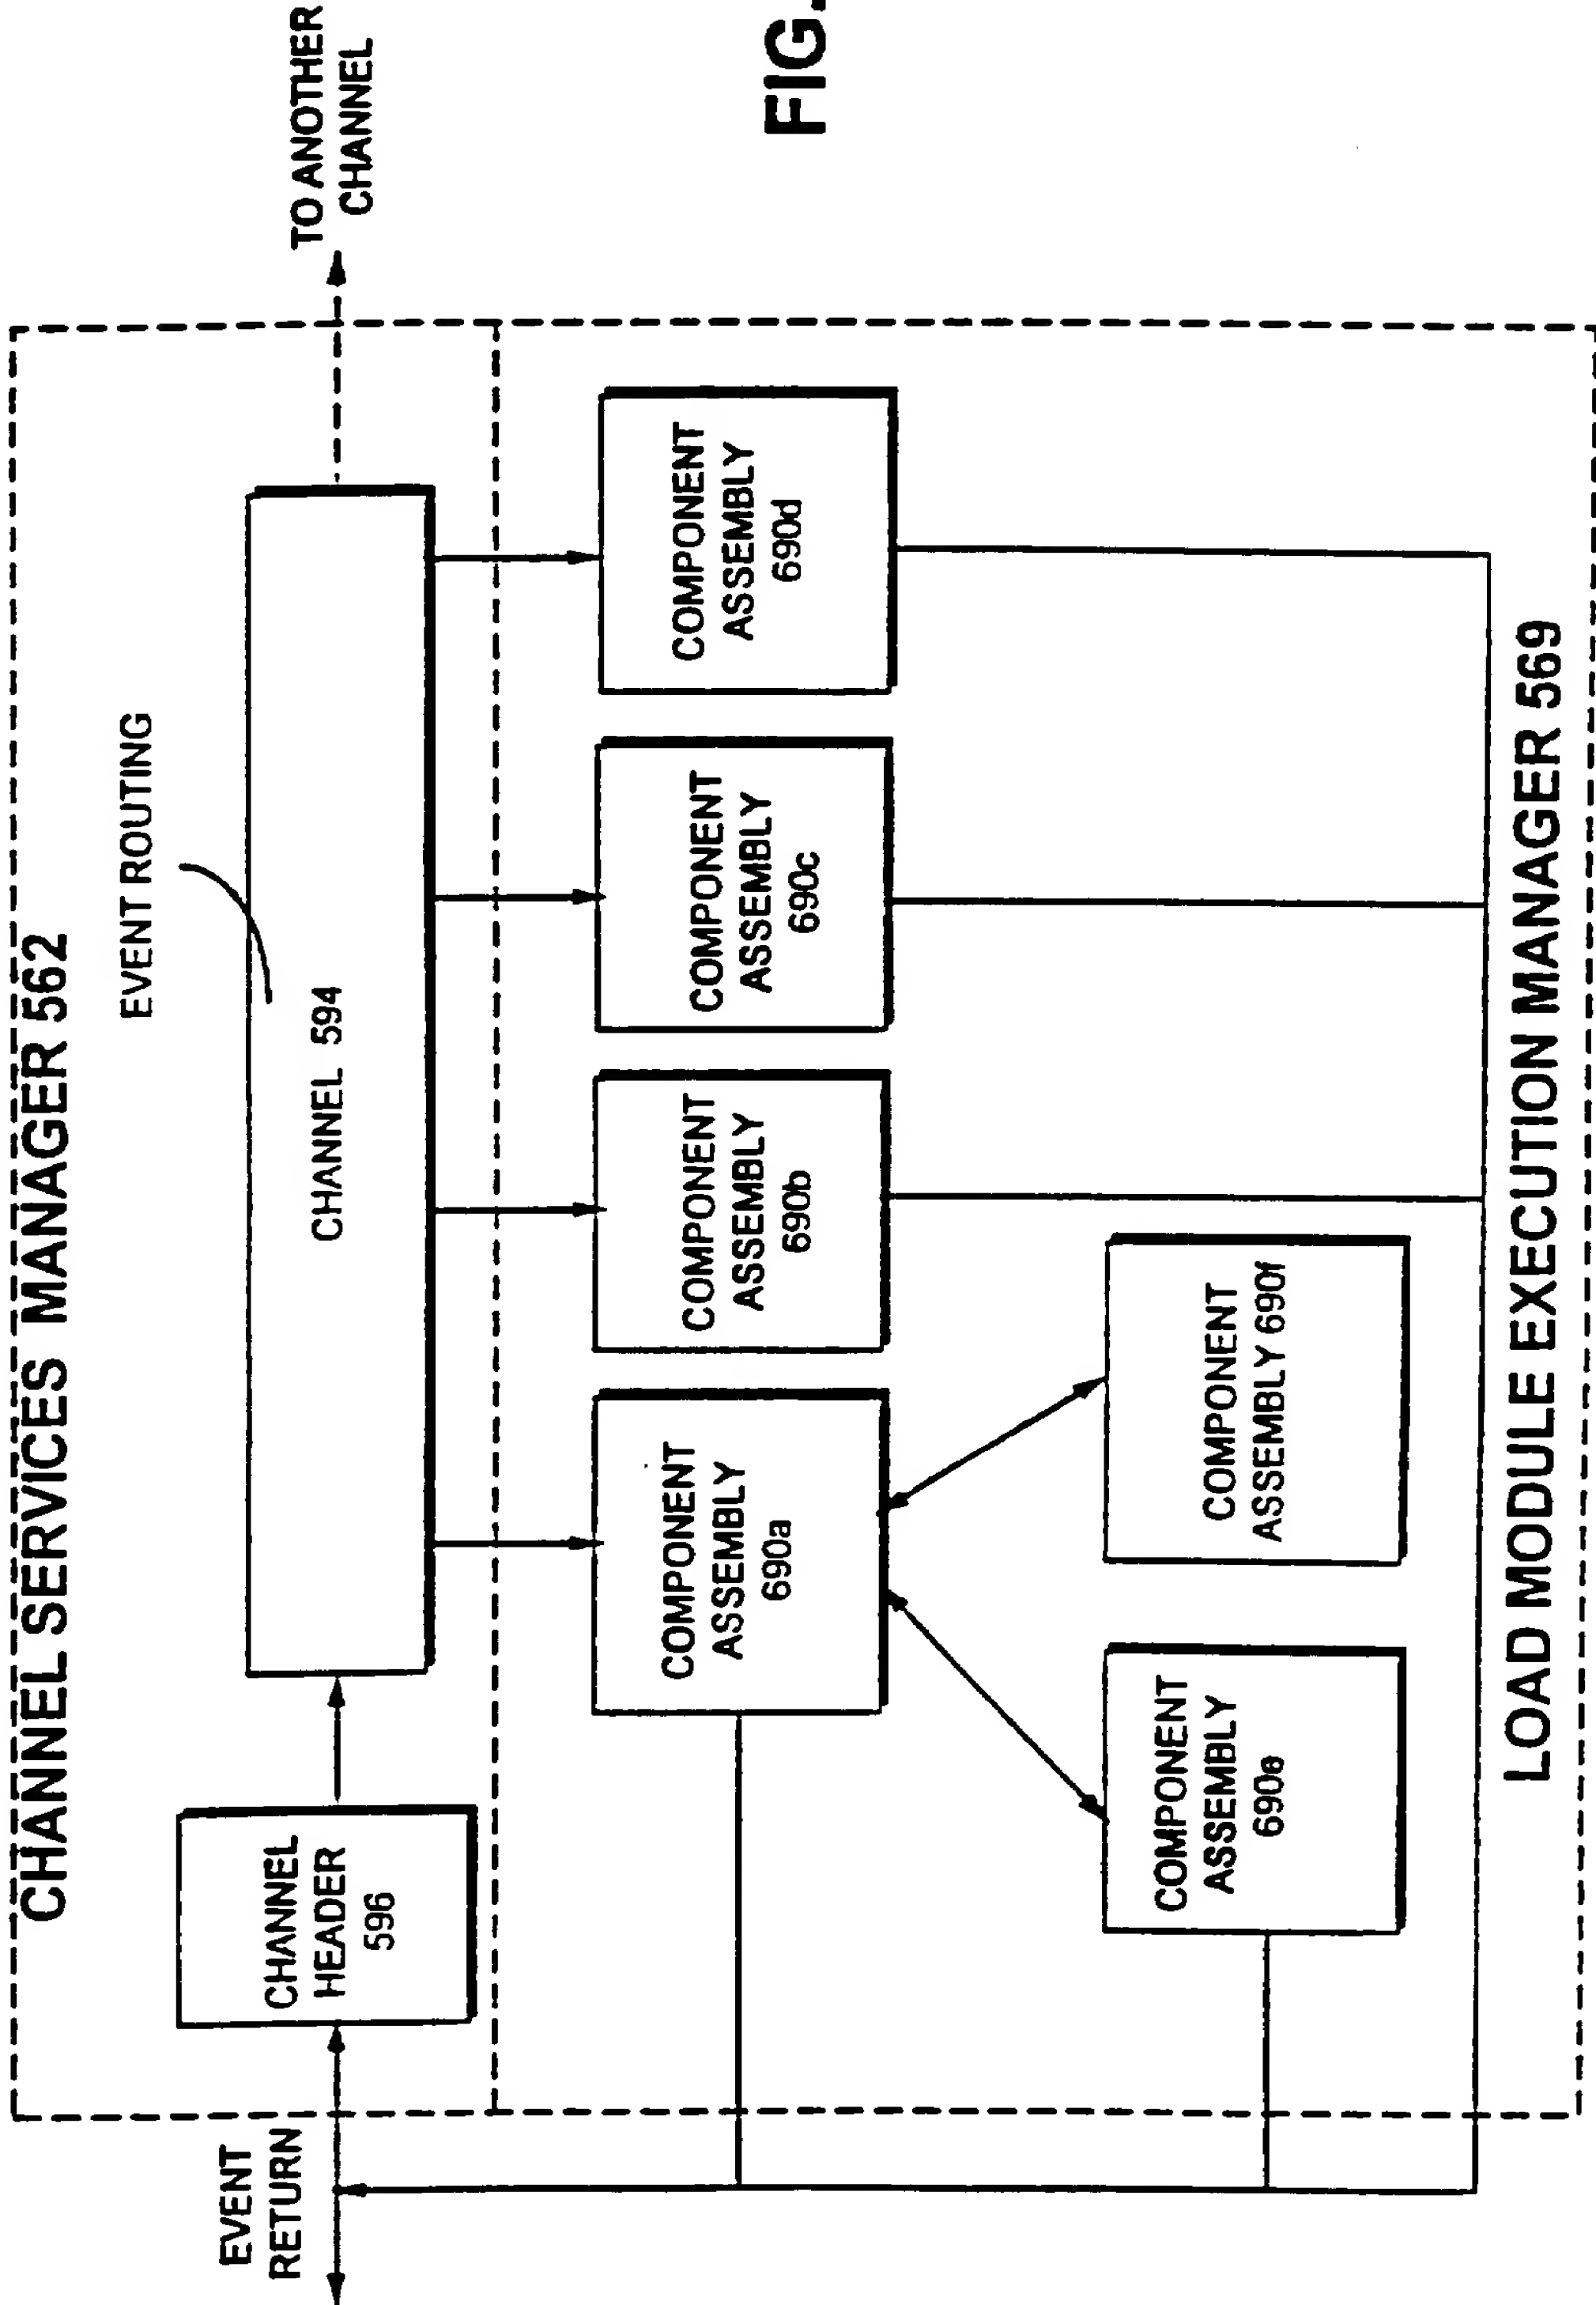 CHANNEL SERVICES MANAGER 562
EVENT ROUTING
EVENT
RETURN
CHANNEL
HEADER
596
CHANNEL 594
TO ANOTHER
CHANNEL
COMPONENT
ASSEMBLY
690a
COMPONENT
ASSEMBLY
690b
COMPONENT
ASSEMBLY
690c
COMPONENT
ASSEMBLY
690d
COMPONENT
ASSEMBLY
690e
COMPONENT
ASSEMBLY 690f
LOAD MODULE EXECUTION MANAGER 569
FIG.